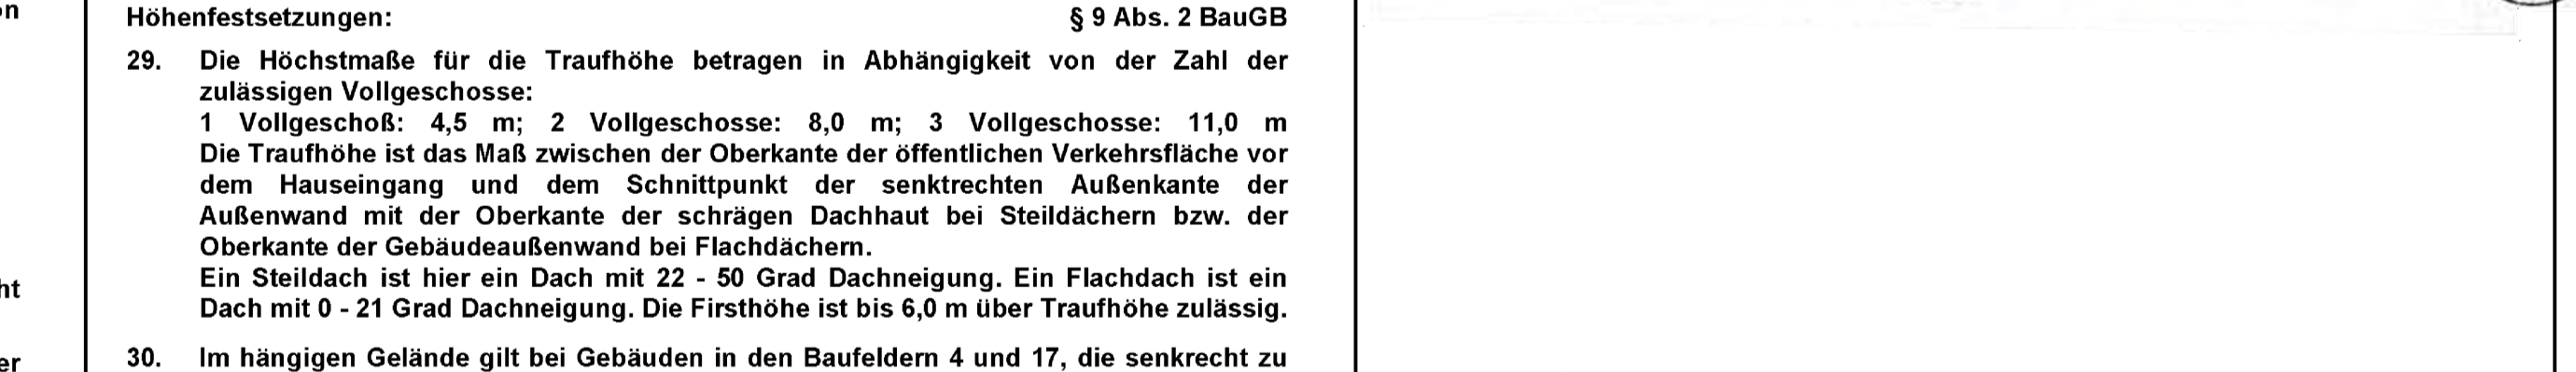 Höhenfestsetzungen: § 9 Abs. 2 BauGB
29. Die Höchstmaße für die Traufhöhe betragen in Abhängigkeit von der Zahl der
zulässigen Vollgeschosse:
1 Vollgeschoß: 4,5 m; 2 Vollgeschosse: 8,0 m; 3 Vollgeschosse: 11,0 m
Die Traufhöhe ist das Maß zwischen der Oberkante der öffentlichen Verkehrsfläche vor
dem Hauseingang und dem Schnittpunkt der senktrechten Außenkante der
Außenwand mit der Oberkante der schrägen Dachhaut bei Steildächern bzw. der
Oberkante der Gebäudeaußenwand bei Flachdächern.
Ein Steildach ist hier ein Dach mit 22 - 50 Grad Dachneigung. Ein Flachdach ist ein
Dach mit 0 - 21 Grad Dachneigung. Die Firsthöhe ist bis 6,0 m über Traufhöhe zulässig.
30. Im hängigen Gelände gilt bei Gebäuden in den Baufeldern 4 und 17, die senkrecht zu